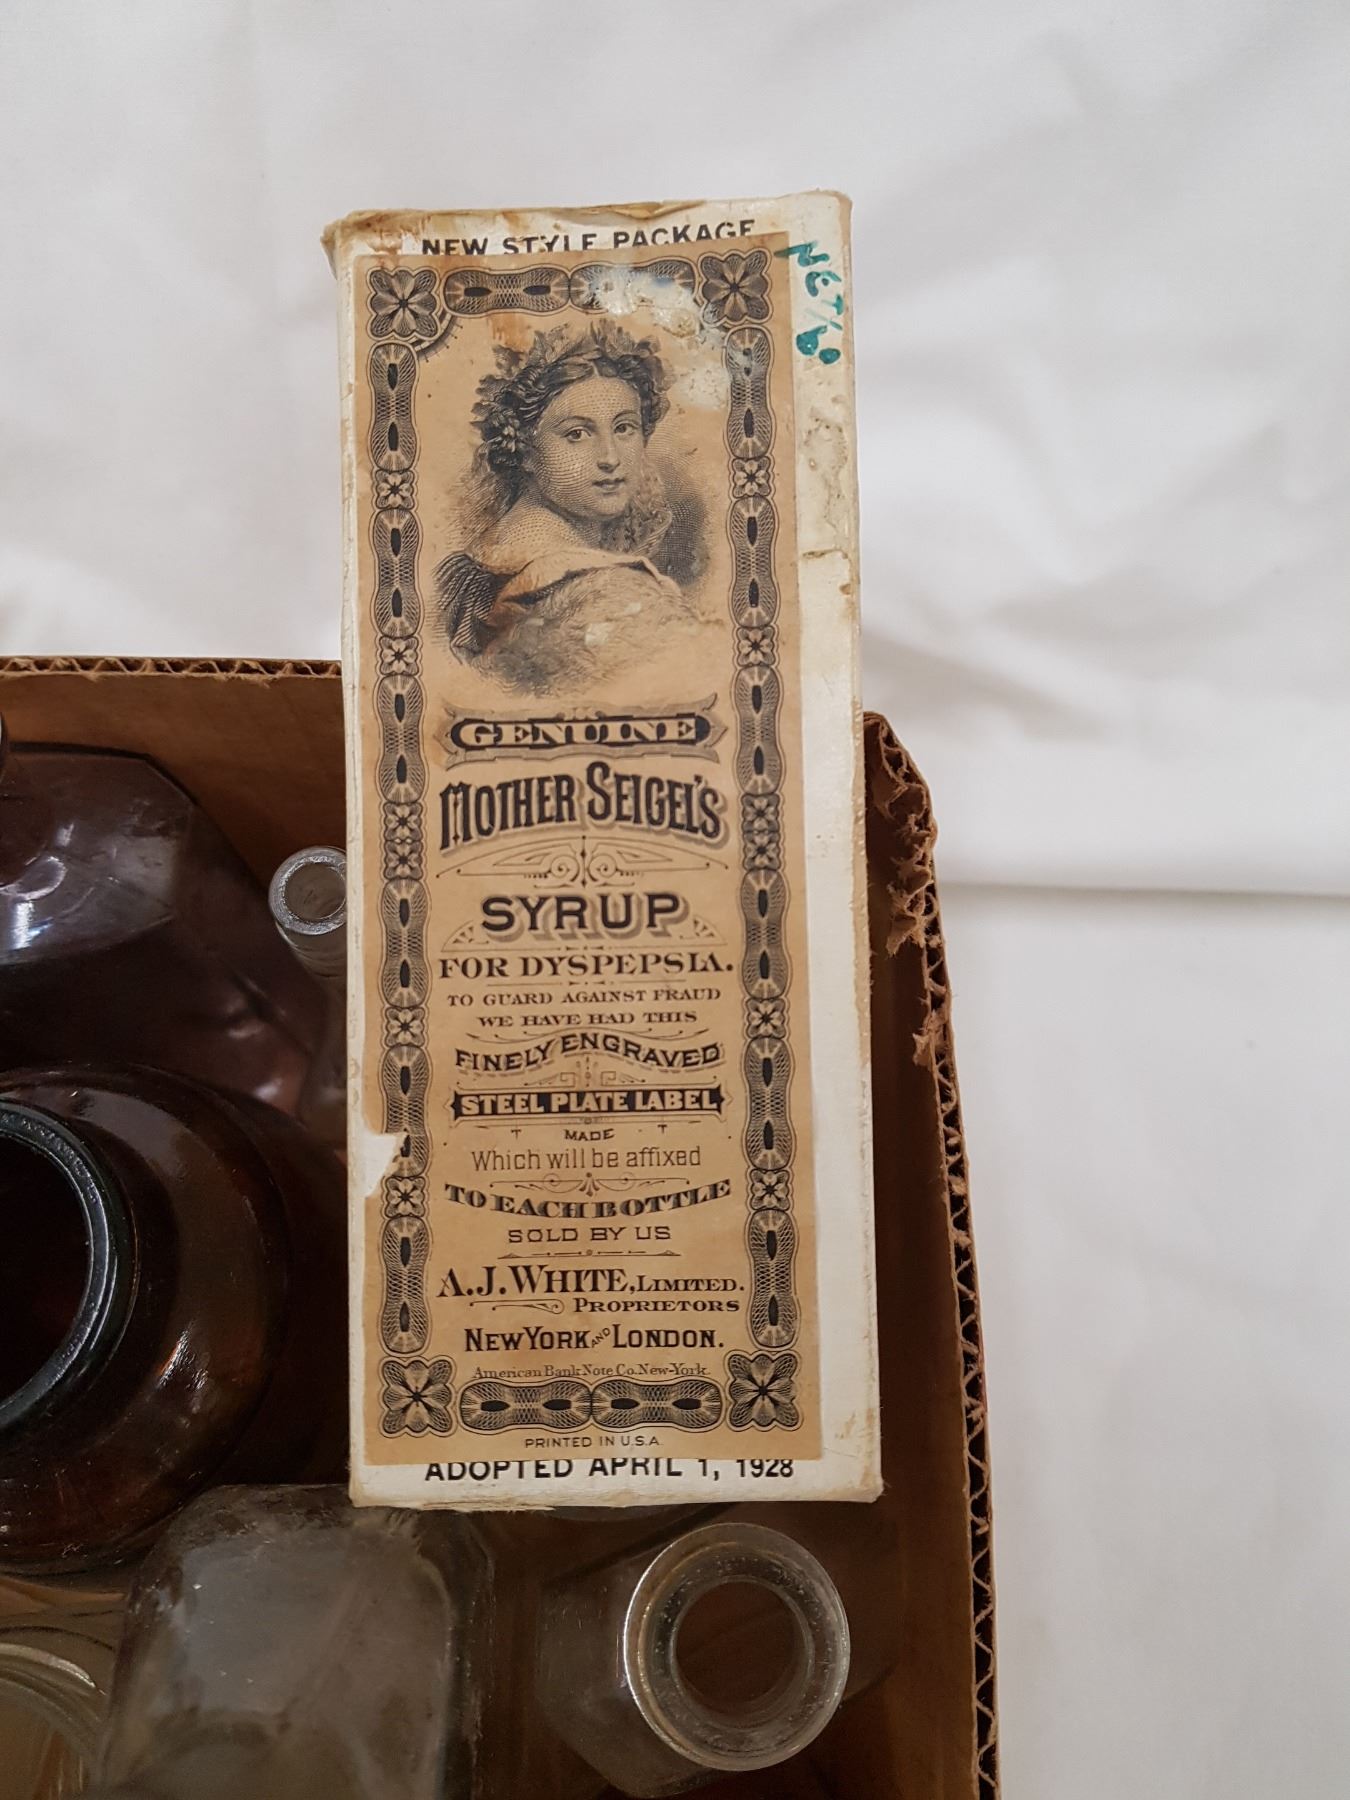 NEW STYLE PACKAGE
GENUINE
MOTHER SEIGEL'S
SYRUP
FOR DYSPEPSIA.
TO GUARD AGAINST FRAUD
WE HAVE HAD THIS
FINELY ENGRAVED
STEEL PLATE LABEL
MADE
Which will be affixed
TO EACH BOTTLE
SOLD BY US
A.J. WHITE, LIMITED.
PROPRIETORS
NEW YORK AND LONDON.
American Bank Note Co. New-York.
PRINTED IN U.S.A.
ADOPTED APRIL 1, 1928